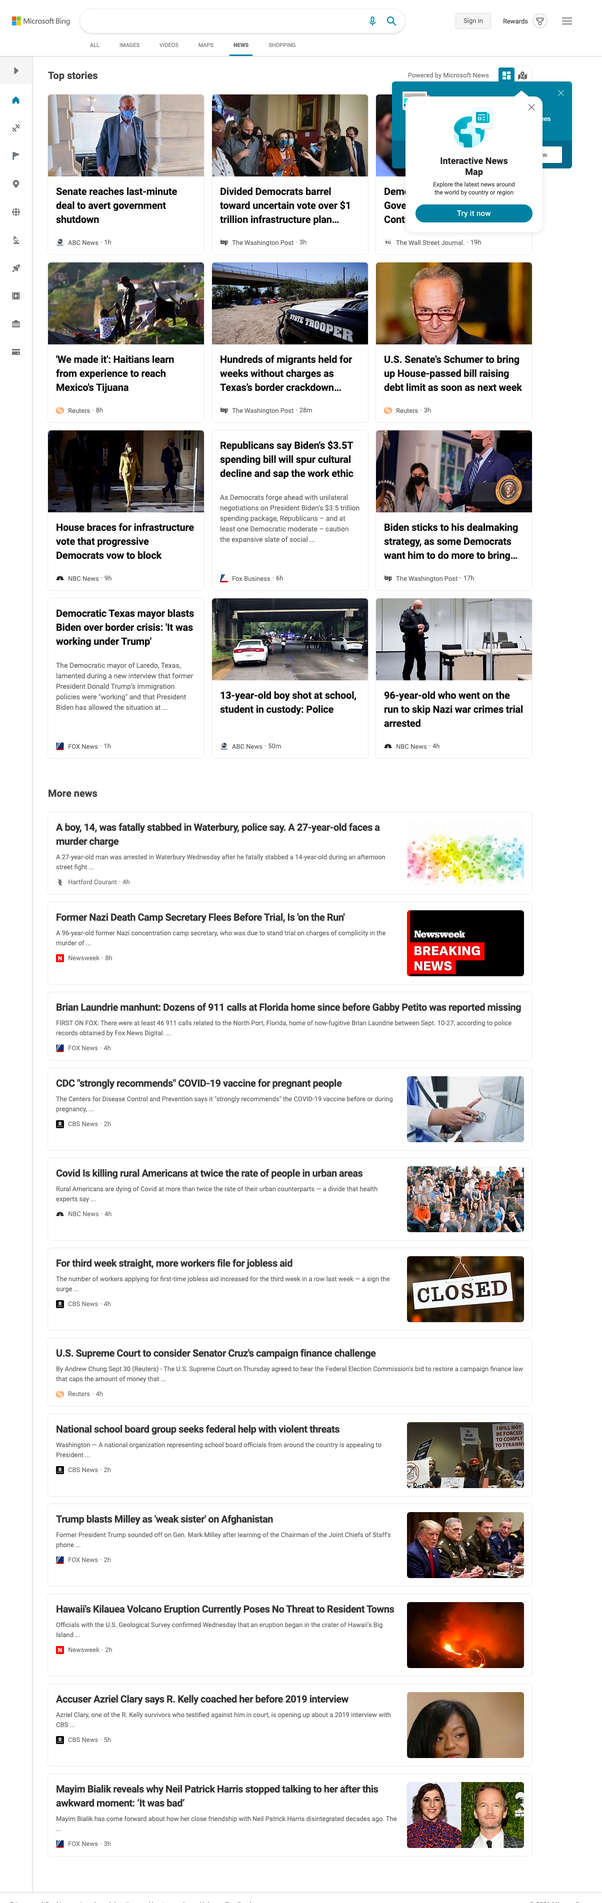 Microsoft Bing
Sign in
Rewards
ALL IMAGES VIDEOS MAPS NEWS SHOPPING
Top stories
Powered by Microsoft News
Interactive News
Map
Explore the latest news around
the world by country or region
Try it now
Senate reaches last-minute
deal to avert government
shutdown
ABC News · 1h
Divided Democrats barrel
toward uncertain vote over $1
trillion infrastructure plan...
The Washington Post · 3h
The Wall Street Journal. · 19h
'We made it': Haitians learn
from experience to reach
Mexico's Tijuana
Reuters · 8h
STATE TROOPER
Hundreds of migrants held for
weeks without charges as
Texas's border crackdown...
The Washington Post · 28m
U.S. Senate's Schumer to bring
up House-passed bill raising
debt limit as soon as next week
Reuters · 3h
House braces for infrastructure
vote that progressive
Democrats vow to block
NBC News · 9h
Republicans say Biden's $3.5T
spending bill will spur cultural
decline and sap the work ethic
As Democrats forge ahead with unilateral
negotiations on President Biden's $3.5 trillion
spending package, Republicans – and at
least one Democratic moderate – caution
the expansive slate of social ...
Fox Business · 6h
Biden sticks to his dealmaking
strategy, as some Democrats
want him to do more to bring...
The Washington Post · 17h
Democratic Texas mayor blasts
Biden over border crisis: 'It was
working under Trump'
The Democratic mayor of Laredo, Texas,
lamented during a new interview that former
President Donald Trump's immigration
policies were "working" and that President
Biden has allowed the situation at ...
FOX News · 1h
13-year-old boy shot at school,
student in custody: Police
ABC News · 50m
96-year-old who went on the
run to skip Nazi war crimes trial
arrested
NBC News · 4h
More news
A boy, 14, was fatally stabbed in Waterbury, police say. A 27-year-old faces a
murder charge
A 27-year-old man was arrested in Waterbury Wednesday after he fatally stabbed a 14-year-old during an afternoon
street fight ...
Hartford Courant · 4h
Former Nazi Death Camp Secretary Flees Before Trial, Is 'on the Run'
A 96-year-old former Nazi concentration camp secretary, who was due to stand trial on charges of complicity in the
murder of ...
Newsweek · 8h
Newsweek
BREAKING
NEWS
Brian Laundrie manhunt: Dozens of 911 calls at Florida home since before Gabby Petito was reported missing
FIRST ON FOX: There were at least 46 911 calls related to the North Port, Florida, home of now-fugitive Brian Laundrie between Sept. 10-27, according to police
records obtained by Fox News Digital. ...
FOX News · 4h
CDC "strongly recommends" COVID-19 vaccine for pregnant people
The Centers for Disease Control and Prevention says it "strongly recommends" the COVID-19 vaccine before or during
pregnancy, ...
CBS News · 2h
Covid Is killing rural Americans at twice the rate of people in urban areas
Rural Americans are dying of Covid at more than twice the rate of their urban counterparts — a divide that health
experts say ...
NBC News · 4h
For third week straight, more workers file for jobless aid
The number of workers applying for first-time jobless aid increased for the third week in a row last week — a sign the
surge ...
CBS News · 4h
CLOSED
U.S. Supreme Court to consider Senator Cruz's campaign finance challenge
By Andrew Chung Sept 30 (Reuters) - The U.S. Supreme Court on Thursday agreed to hear the Federal Election Commission's bid to restore a campaign finance law
that caps the amount of money that ...
Reuters · 4h
National school board group seeks federal help with violent threats
Washington — A national organization representing school board officials from around the country is appealing to
President ...
CBS News · 2h
I WILL NOT
BE FORCED
TO COMPLY
TO TYRANNY
Trump blasts Milley as 'weak sister' on Afghanistan
Former President Trump sounded off on Gen. Mark Milley after learning of the Chairman of the Joint Chiefs of Staff's
phone ...
FOX News · 2h
Hawaii's Kilauea Volcano Eruption Currently Poses No Threat to Resident Towns
Officials with the U.S. Geological Survey confirmed Wednesday that an eruption began in the crater of Hawaii's Big
Island ...
Newsweek · 2h
Accuser Azriel Clary says R. Kelly coached her before 2019 interview
Azriel Clary, one of the R. Kelly survivors who testified against him in court, is opening up about a 2019 interview with
CBS ...
CBS News · 5h
Mayim Bialik reveals why Neil Patrick Harris stopped talking to her after this
awkward moment: 'It was bad'
Mayim Bialik has come forward about how her close friendship with Neil Patrick Harris disintegrated decades ago. The
...
FOX News · 3h